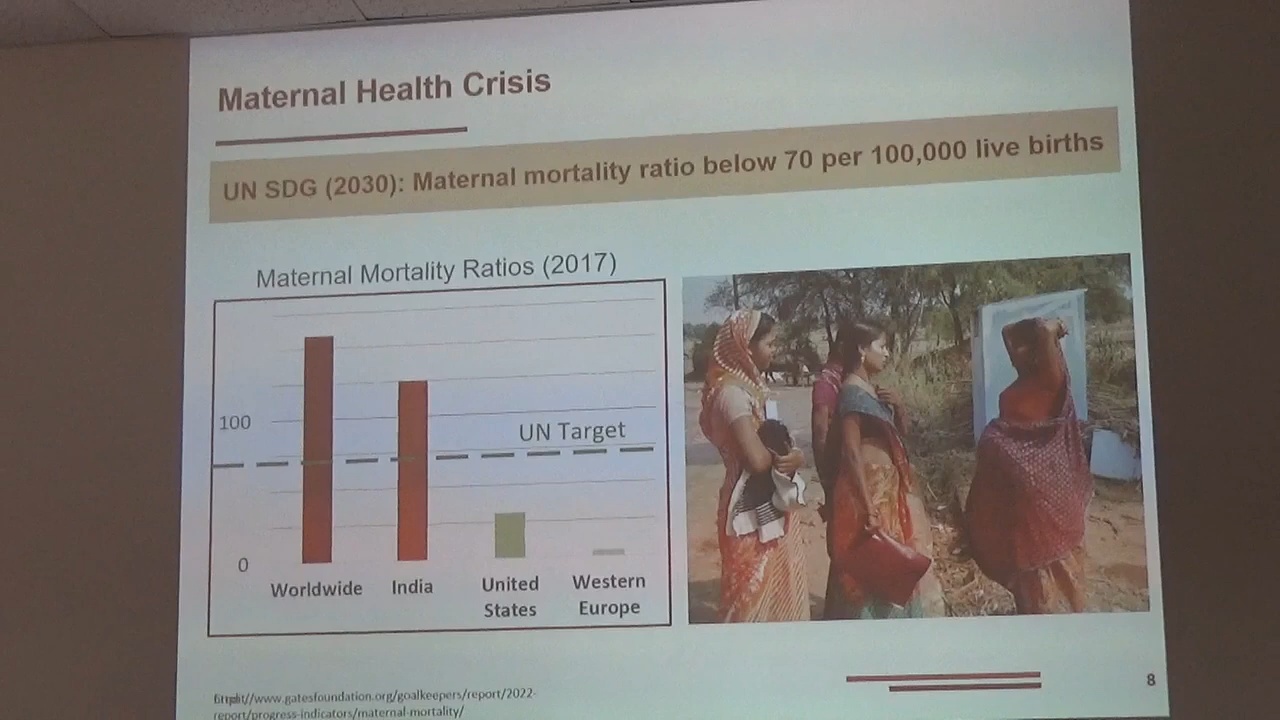 Maternal Health Crisis
UN SDG (2030): Maternal mortality ratio below 70 per 100,000 live births
Maternal Mortality Ratios (2017)
100
UN Target
0
Worldwide
India
United
States
Western
Europe
//www.gatesfoundation.org/goalkeepers/report/2022-
report/progress-indicators/maternal-mortality/
8